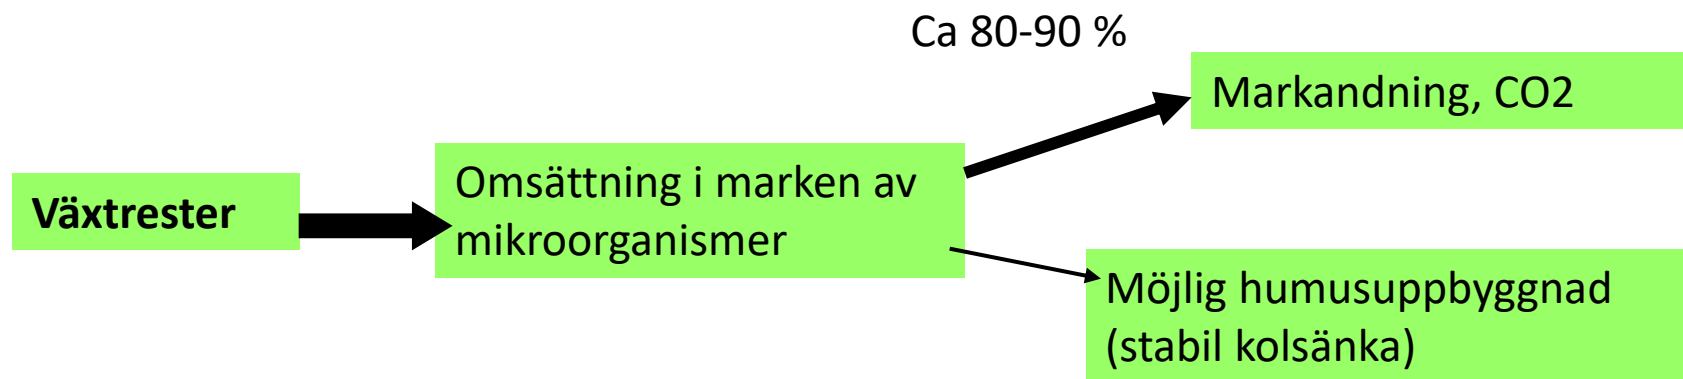 Ca 80-90 %
Markandning, CO2
Växtrester
Omsättning i marken av
mikroorganismer
Möjlig humusuppbyggnad
(stabil kolsänka)